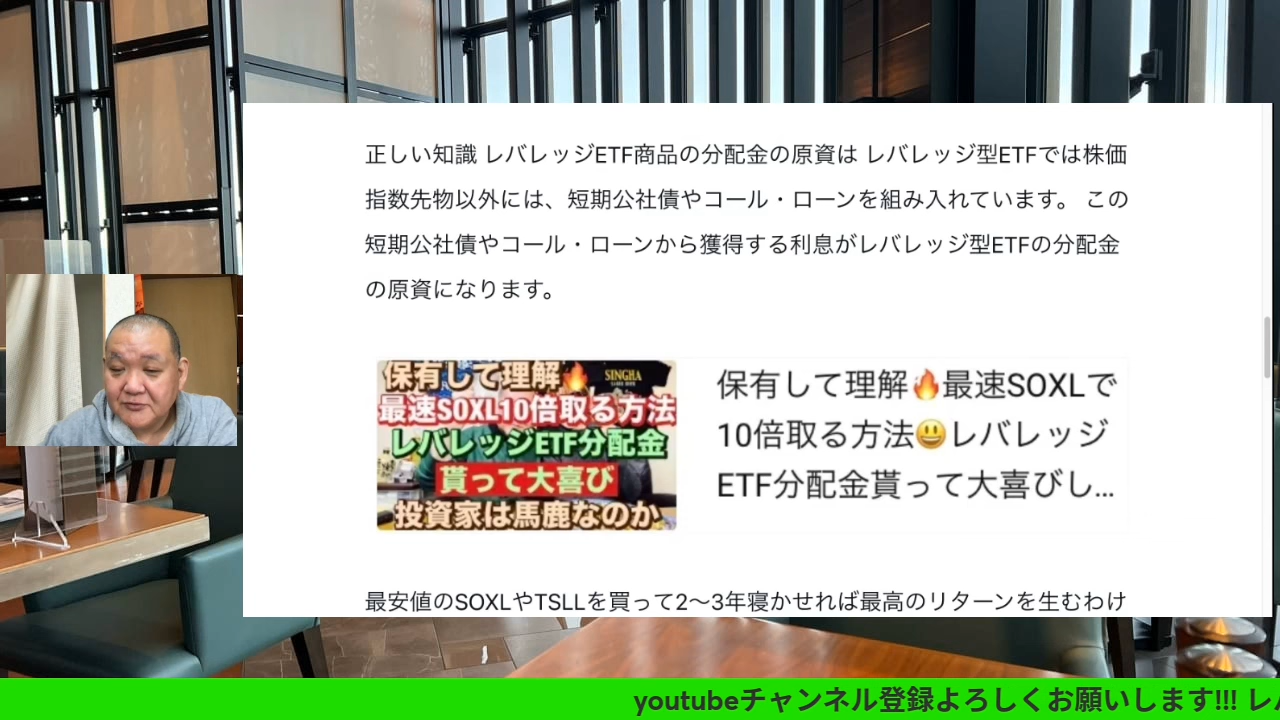 正しい知識 レバレッジETF商品の分配金の原資は レバレッジ型ETFでは株価
指数先物以外には、短期公社債やコール・ローンを組み入れています。 この
短期公社債やコール・ローンから獲得する利息がレバレッジ型ETFの分配金
の原資になります。
保有して理解🔥
SINGHA
最速SOXL10倍取る方法
レバレッジETF分配金
貰って大喜び
投資家は馬鹿なのか
保有して理解🔥最速SOXLで
10倍取る方法😃レバレッジ
ETF分配金貰って大喜びし...
最安値のSOXLやTSLLを買って2〜3年寝かせれば最高のリターンを生むわけ
youtubeチャンネル登録よろしくお願いします!!! レ